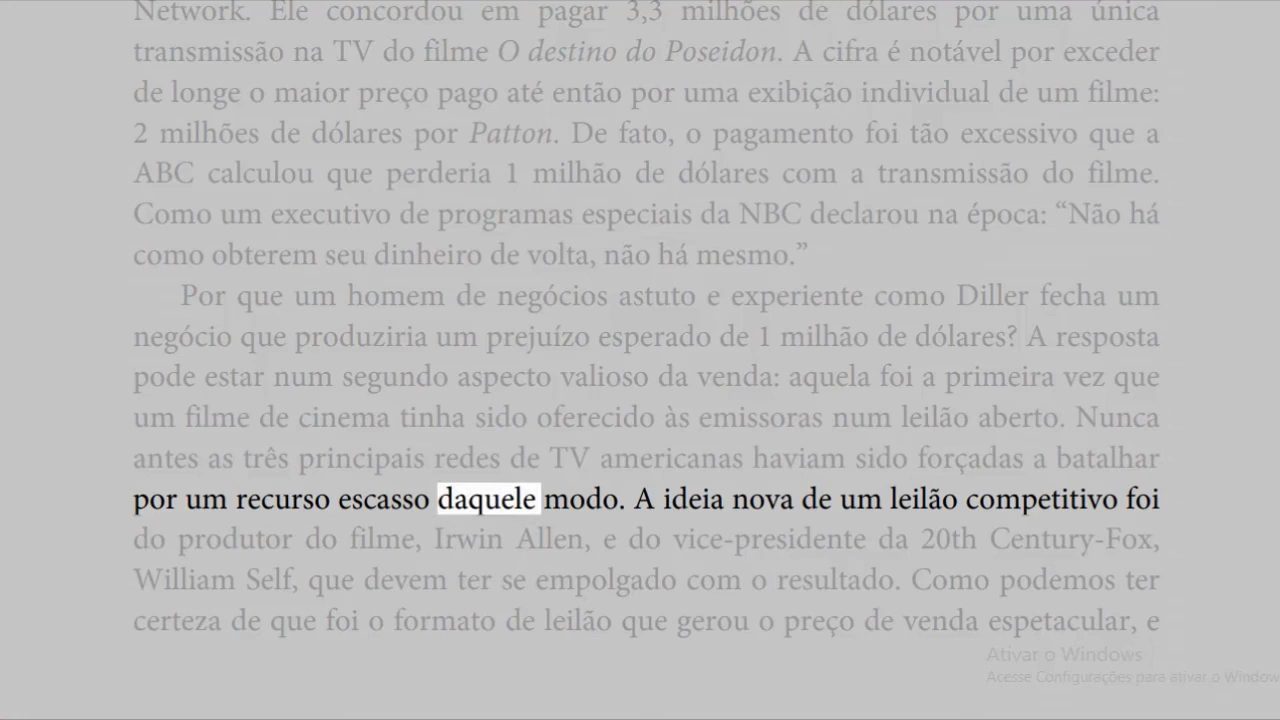 Network. Ele concordou em pagar 3,3 milhões de dólares por uma única
transmissão na TV do filme O destino do Poseidon. A cifra é notável por exceder
de longe o maior preço pago até então por uma exibição individual de um filme:
2 milhões de dólares por Patton. De fato, o pagamento foi tão excessivo que a
ABC calculou que perderia 1 milhão de dólares com a transmissão do filme.
Como um executivo de programas especiais da NBC declarou na época: “Não há
como obterem seu dinheiro de volta, não há mesmo.”
Por que um homem de negócios astuto e experiente como Diller fecha um
negócio que produziria um prejuízo esperado de 1 milhão de dólares? A resposta
pode estar num segundo aspecto valioso da venda: aquela foi a primeira vez que
um filme de cinema tinha sido oferecido às emissoras num leilão aberto. Nunca
antes as três principais redes de TV americanas haviam sido forçadas a batalhar
por um recurso escasso daquele modo. A ideia nova de um leilão competitivo foi
do produtor do filme, Irwin Allen, e do vice-presidente da 20th Century-Fox,
William Self, que devem ter se empolgado com o resultado. Como podemos ter
certeza de que foi o formato de leilão que gerou o preço de venda espetacular, e
Ativar o Windows
Acesse Configurações para ativar o Window